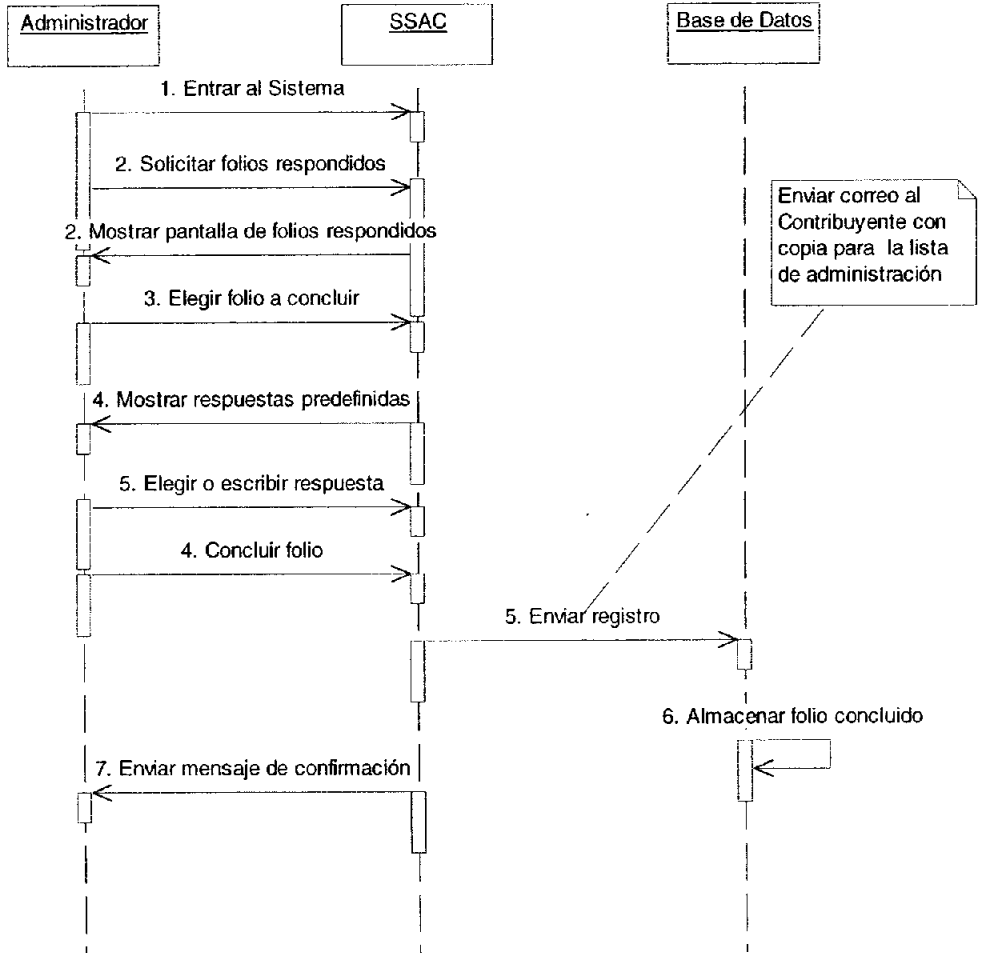 Administrador
SSAC
Base de Datos
1. Entrar al Sistema
2. Solicitar folios respondidos
Enviar correo al
Contribuyente con
copia para la lista
de administración
2. Mostrar pantalla de folios respondidos
3. Elegir folio a concluir
4. Mostrar respuestas predefinidas
5. Elegir o escribir respuesta
4. Concluir folio
5. Enviar registro
6. Almacenar folio concluido
7. Enviar mensaje de confirmación